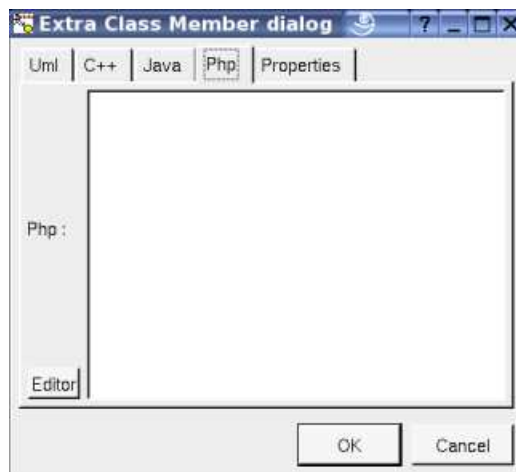 Extra Class Member dialog ? _ X
Uml C++ Java Php Properties
Php :
Editor
OK Cancel